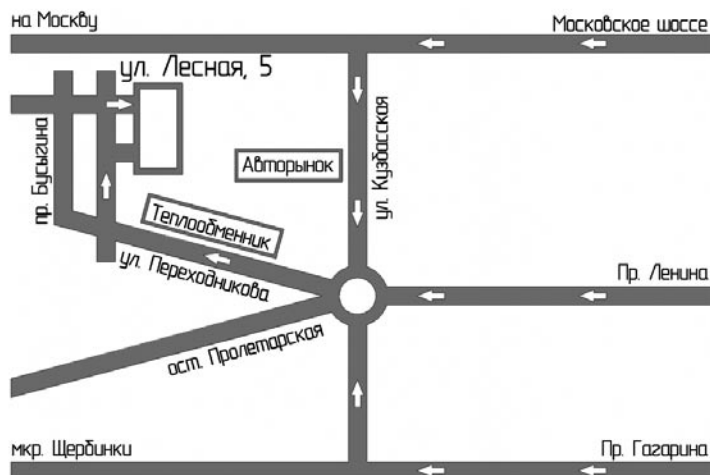 на Москву
Московское шоссе
ул. Лесная, 5
пр. Бусыгина
Авторынок
ул. Кузбасская
Теплообменник
ул. Переходникова
Пр. Ленина
ост. Пролетарская
мкр. Щербинки
Пр. Гагарина